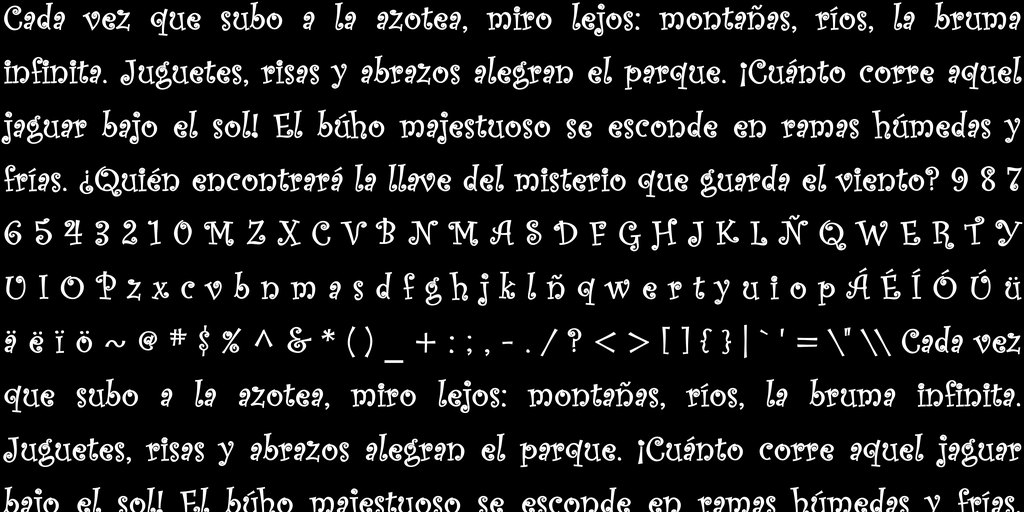 Cada vez que subo a la azotea, miro lejos: montañas, ríos, la bruma
infinita. Juguetes, risas y abrazos alegran el parque. ¡Cuánto corre aquel
jaguar bajo el sol! El búho majestuoso se esconde en ramas húmedas y
frías. ¿Quién encontrará la llave del misterio que guarda el viento? 9 8 7
6 5 4 3 2 1 0 M Z X C V B N M A S D F G H J K L Ñ Q W E R T Y
U I O P z x c v b n m a s d f g h j k l ñ q w e r t y u i o p Á É Í Ó Ú ü
ä ë ï ö ~ @ # $ % ^ & * ( ) _ + : ; , - . / ? < > [ ] { } | ` ' = \" \\ Cada vez
que subo a la azotea, miro lejos: montañas, ríos, la bruma infinita.
Juguetes, risas y abrazos alegran el parque. ¡Cuánto corre aquel jaguar
bajo el sol! El búho majestuoso se esconde en ramas húmedas y frías.